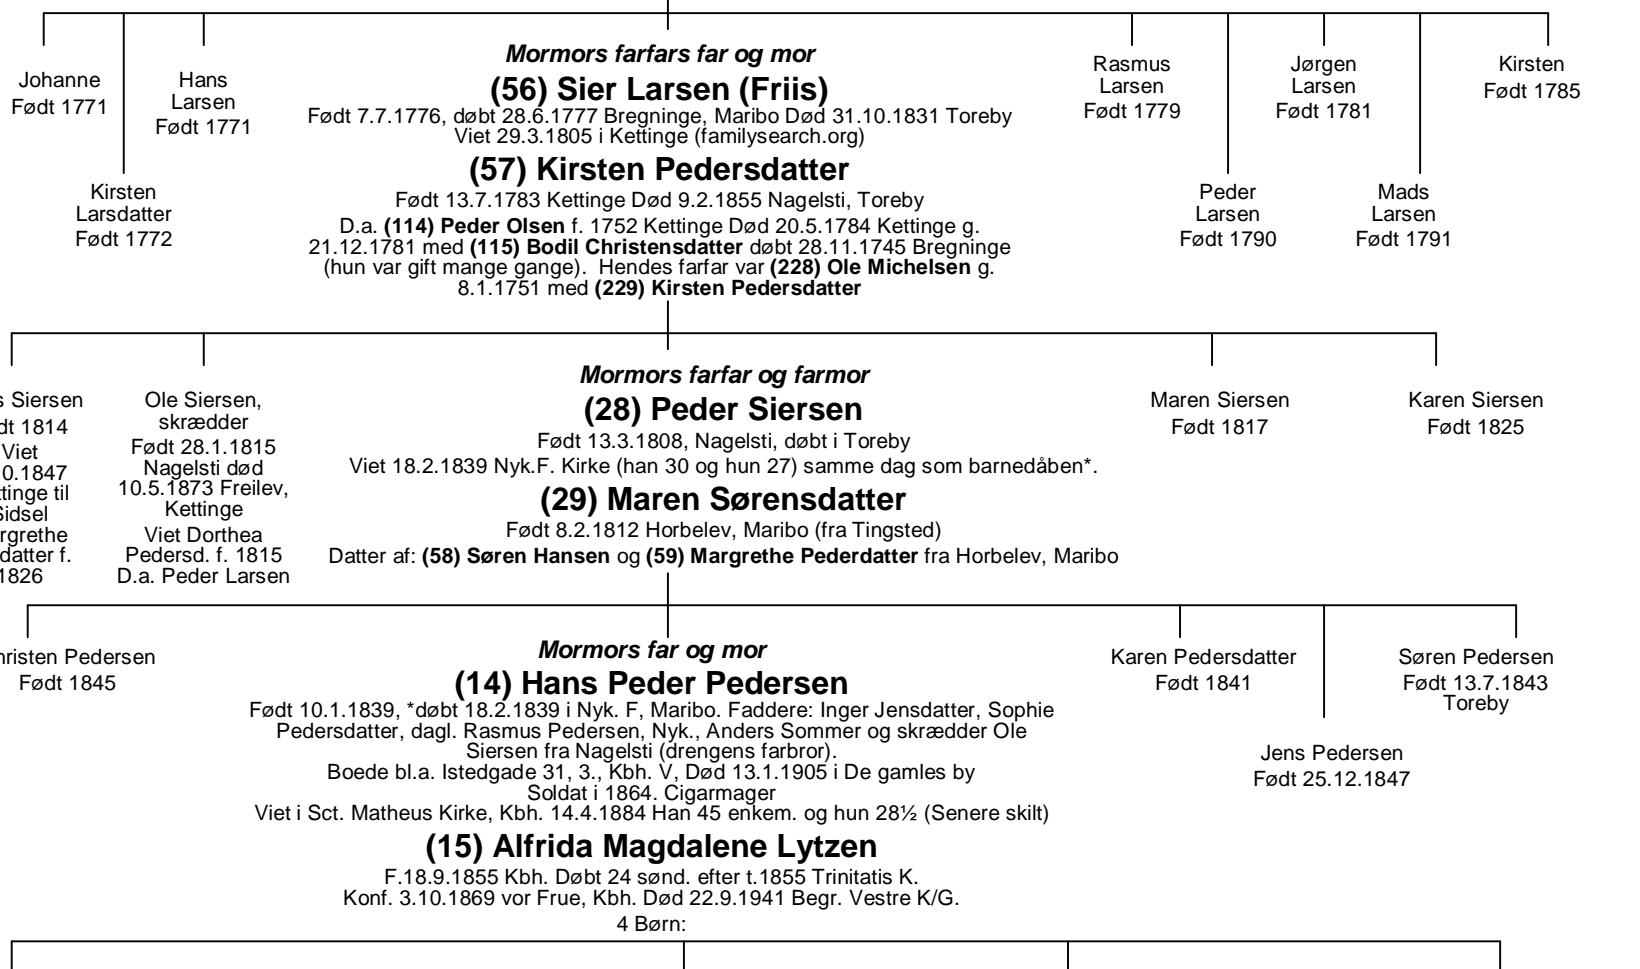 Johanne
Født 1771
Kirsten
Larsdatter
Født 1772
Hans
Larsen
Født 1771
Mormors farfars far og mor
(56) Sier Larsen (Friis)
Født 7.7.1776, døbt 28.6.1777 Bregninge, Maribo Død 31.10.1831 Toreby
Viet 29.3.1805 i Kettinge (familysearch.org)
(57) Kirsten Pedersdatter
Født 13.7.1783 Kettinge Død 9.2.1855 Nagelsti, Toreby
D.a. (114) Peder Olsen f. 1752 Kettinge Død 20.5.1784 Kettinge g.
21.12.1781 med (115) Bodil Christensdatter døbt 28.11.1745 Bregninge
(hun var gift mange gange). Hendes farfar var (228) Ole Michelsen g.
8.1.1751 med (229) Kirsten Pedersdatter
Rasmus
Larsen
Født 1779
Peder
Larsen
Født 1790
Jørgen
Larsen
Født 1781
Mads
Larsen
Født 1791
Kirsten
Født 1785
s Siersen
dt 1814
Viet
0.1847
ttinge til
Sidsel
rgrethe
datter f.
1826
Ole Siersen,
skrædder
Født 28.1.1815
Nagelsti død
10.5.1873 Freilev,
Kettinge
Viet Dorthea
Pedersd. f. 1815
D.a. Peder Larsen
Mormors farfar og farmor
(28) Peder Siersen
Født 13.3.1808, Nagelsti, døbt i Toreby
Viet 18.2.1839 Nyk.F. Kirke (han 30 og hun 27) samme dag som barnedåben*.
(29) Maren Sørensdatter
Født 8.2.1812 Horbelev, Maribo (fra Tingsted)
Datter af: (58) Søren Hansen og (59) Margrethe Pederdatter fra Horbelev, Maribo
Maren Siersen
Født 1817
Karen Siersen
Født 1825
hristen Pedersen
Født 1845
Mormors far og mor
(14) Hans Peder Pedersen
Født 10.1.1839, *døbt 18.2.1839 i Nyk. F, Maribo. Faddere: Inger Jensdatter, Sophie
Pedersdatter, dagl. Rasmus Pedersen, Nyk., Anders Sommer og skrædder Ole
Siersen fra Nagelsti (drengens farbror).
Boede bl.a. Istedgade 31, 3., Kbh. V, Død 13.1.1905 i De gamles by
Soldat i 1864. Cigarmager
Viet i Sct. Matheus Kirke, Kbh. 14.4.1884 Han 45 enkem. og hun 28½ (Senere skilt)
(15) Alfrida Magdalene Lytzen
F.18.9.1855 Kbh. Døbt 24 sønd. efter t.1855 Trinitatis K.
Konf. 3.10.1869 vor Frue, Kbh. Død 22.9.1941 Begr. Vestre K/G.
4 Børn:
Karen Pedersdatter
Født 1841
Jens Pedersen
Født 25.12.1847
Søren Pedersen
Født 13.7.1843
Toreby